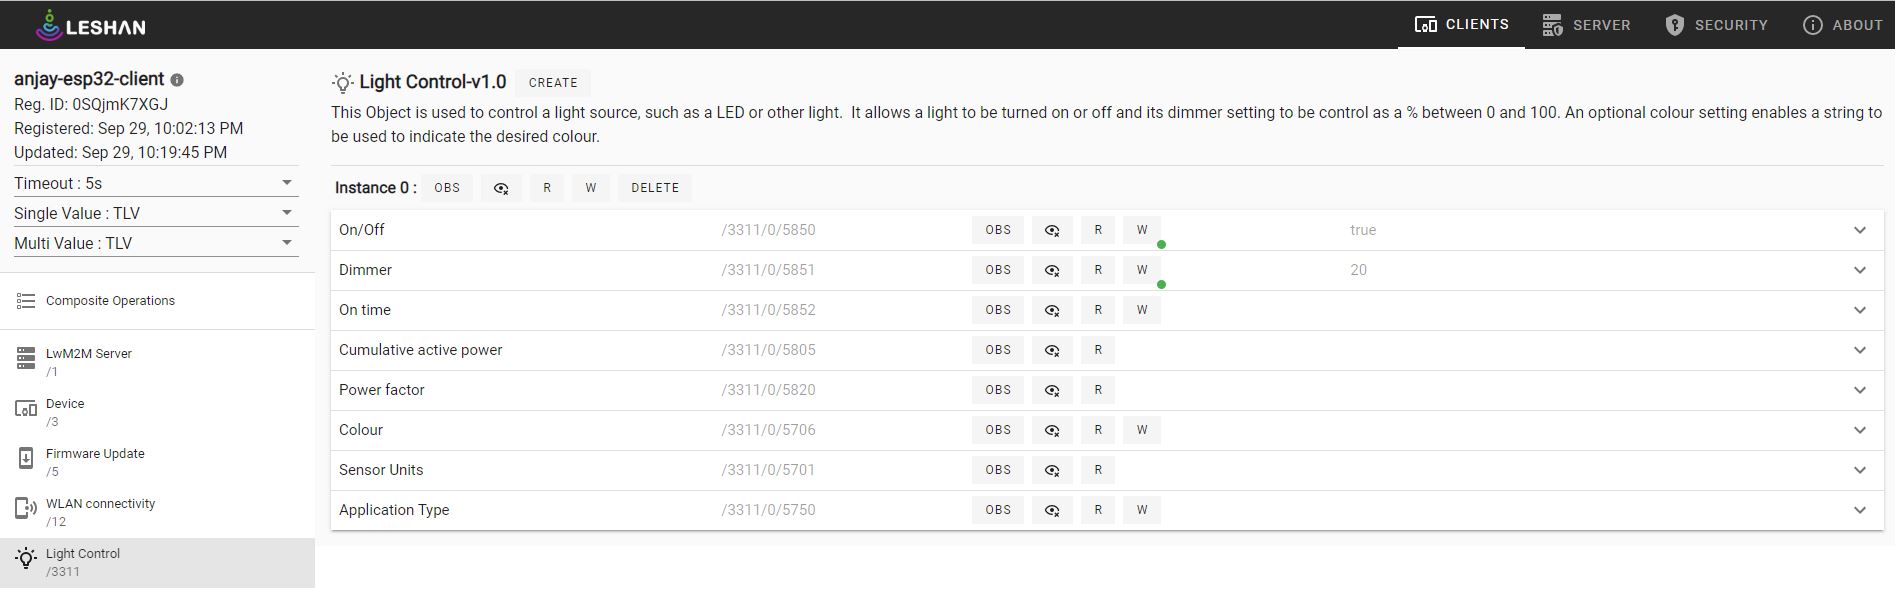 LESHAN
CLIENTS
SERVER
SECURITY
ABOUT
anjay-esp32-client
Reg. ID: 0SQjmK7XGJ
Registered: Sep 29, 10:02:13 PM
Updated: Sep 29, 10:19:45 PM
Timeout : 5s
Single Value : TLV
Multi Value : TLV
Composite Operations
LwM2M Server
/1
Device
/3
Firmware Update
/5
WLAN connectivity
/12
Light Control
/3311
Light Control-v1.0 CREATE
This Object is used to control a light source, such as a LED or other light.  It allows a light to be turned on or off and its dimmer setting to be control as a % between 0 and 100. An optional colour setting enables a string to
be used to indicate the desired colour.
Instance 0 : OBS R W DELETE
On/Off /3311/0/5850 OBS R W true
Dimmer /3311/0/5851 OBS R W 20
On time /3311/0/5852 OBS R W
Cumulative active power /3311/0/5805 OBS R
Power factor /3311/0/5820 OBS R
Colour /3311/0/5706 OBS R W
Sensor Units /3311/0/5701 OBS R
Application Type /3311/0/5750 OBS R W